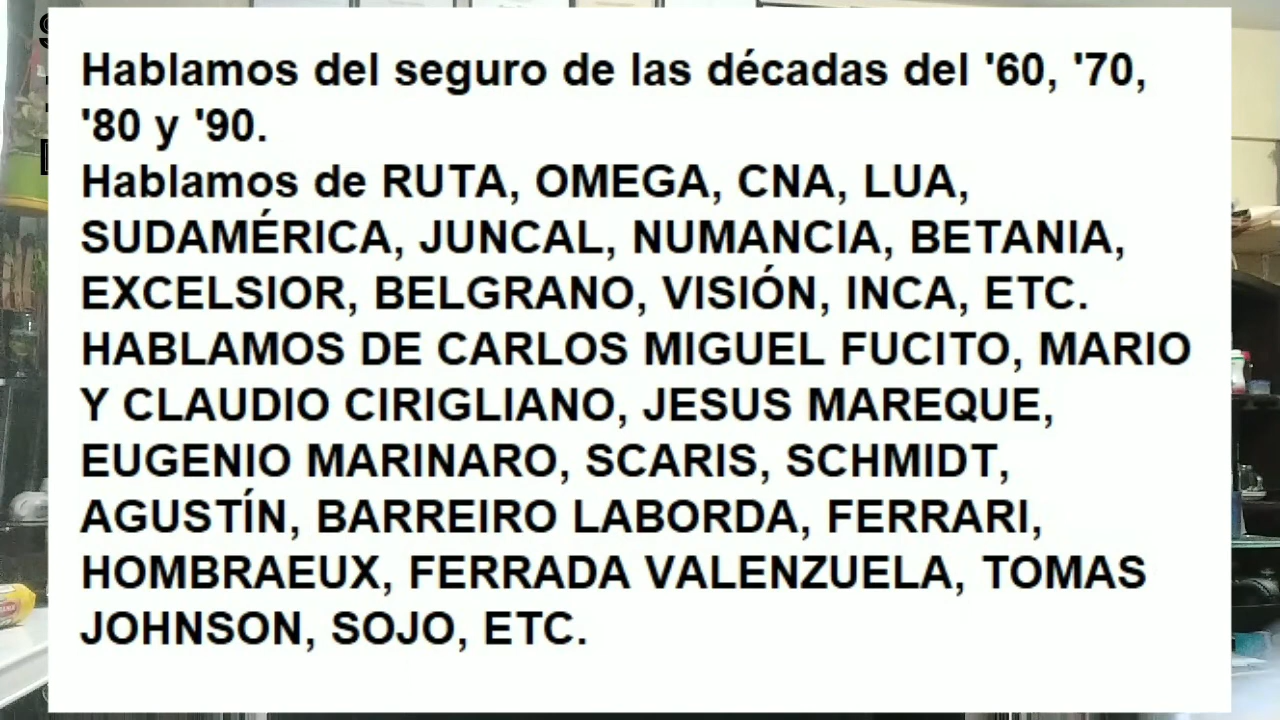 Hablamos del seguro de las décadas del '60, '70,
'80 y '90.
Hablamos de RUTA, OMEGA, CNA, LUA,
SUDAMÉRICA, JUNCAL, NUMANCIA, BETANIA,
EXCELSIOR, BELGRANO, VISIÓN, INCA, ETC.
HABLAMOS DE CARLOS MIGUEL FUCITO, MARIO
Y CLAUDIO CIRIGLIANO, JESUS MAREQUE,
EUGENIO MARINARO, SCARIS, SCHMIDT,
AGUSTÍN, BARREIRO LABORDA, FERRARI,
HOMBRAEUX, FERRADA VALENZUELA, TOMAS
JOHNSON, SOJO, ETC.